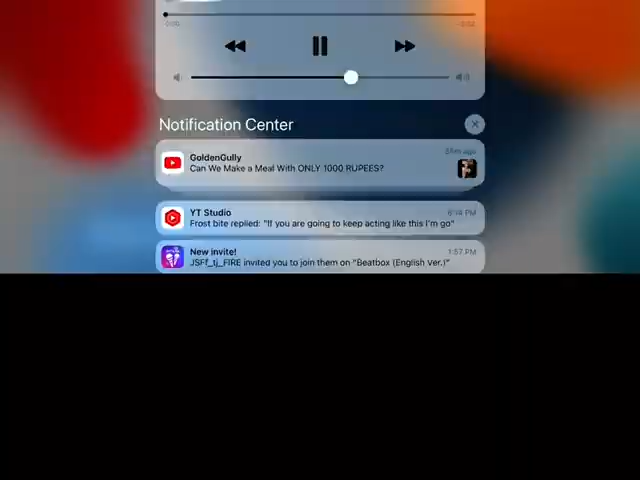 Notification Center
GoldenGully
Can We Make a Meal With ONLY 1000 RUPEES?
YT Studio
Frost bite replied: "If you are going to keep acting like this I'm go"
New invite!
1:57 PM
JSFf_tj_FIRE invited you to join them on "Beatbox (English Ver.)"